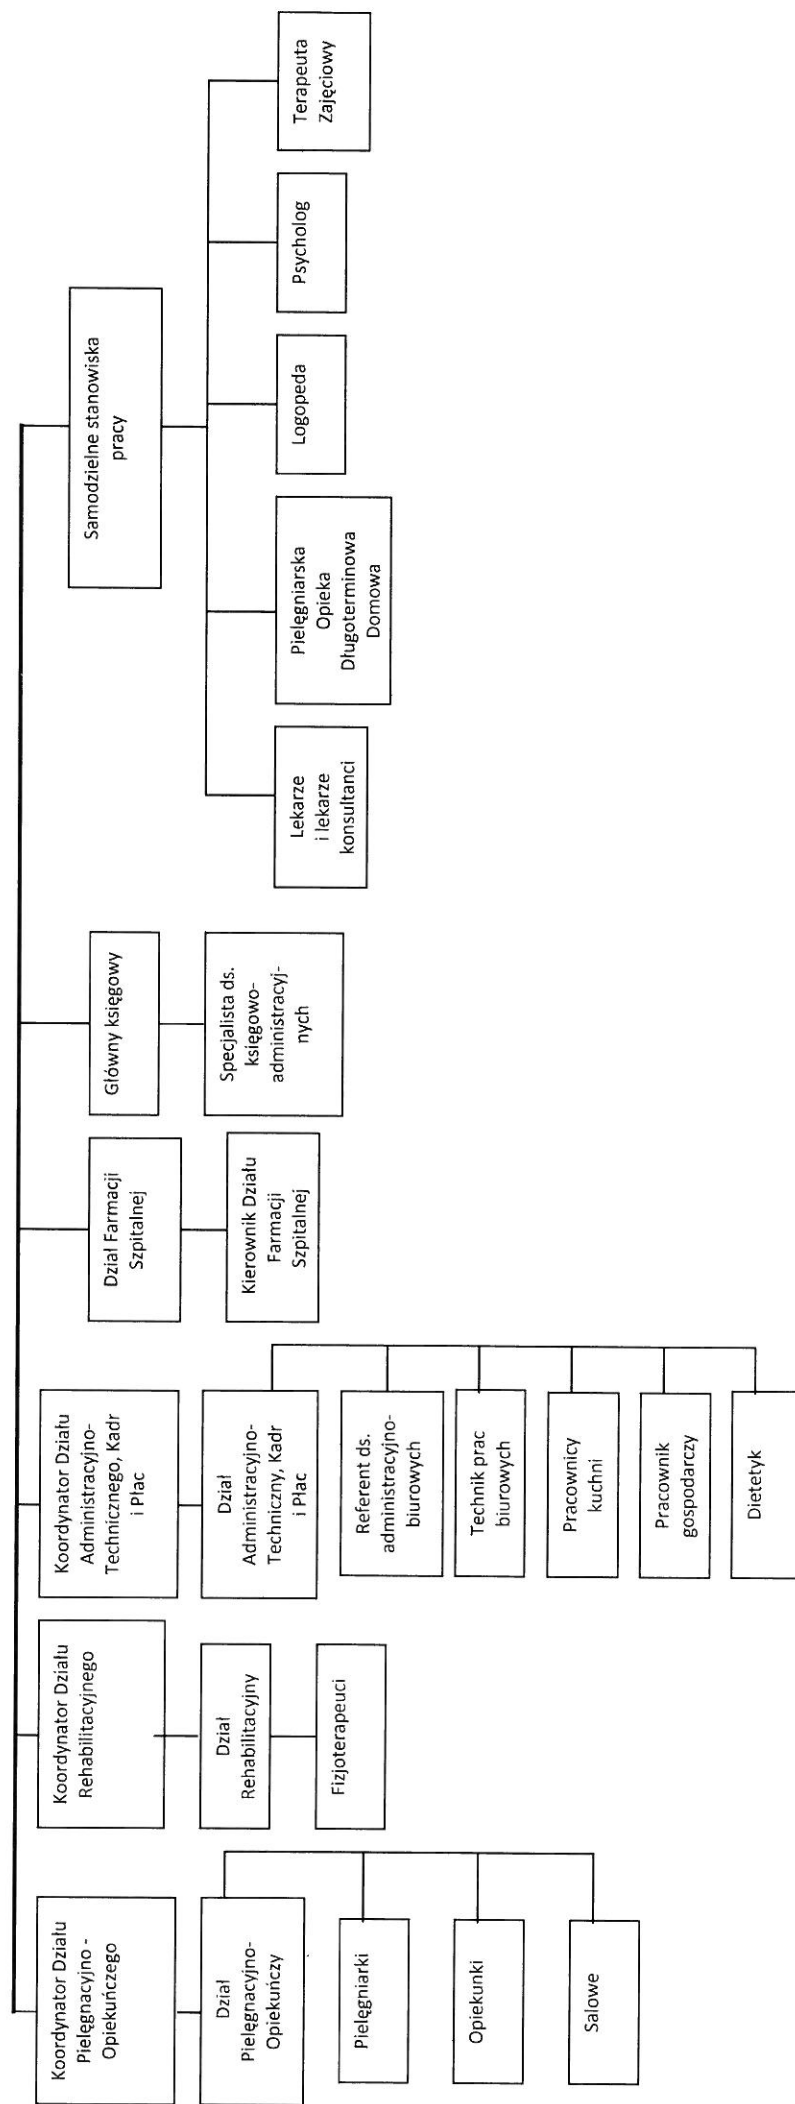 Koordynator Działu
Pielęgnacyjno -
Opiekuńczego
Dział
Pielęgnacyjno-
Opiekuńczy
Pielęgniarki
Opiekunki
Salowe
Koordynator Działu
Rehabilitacyjnego
Dział
Rehabilitacyjny
Fizjoterapeuci
Koordynator Działu
Administracyjno-
Technicznego, Kadr
i Płac
Dział
Administracyjno-
Techniczny, Kadr
i Płac
Referent ds.
administracyjno-
biurowych
Technik prac
biurowych
Pracownicy
kuchni
Pracownik
gospodarczy
Dietetyk
Dział Farmacji
Szpitalnej
Kierownik Działu
Farmacji
Szpitalnej
Główny księgowy
Specjalista ds.
księgowo-
administracyj-
nych
Samodzielne stanowiska
pracy
Lekarze
i lekarze
konsultanci
Pielęgniarska
Opieka
Długoterminowa
Domowa
Logopeda
Psycholog
Terapeuta
Zajęciowy